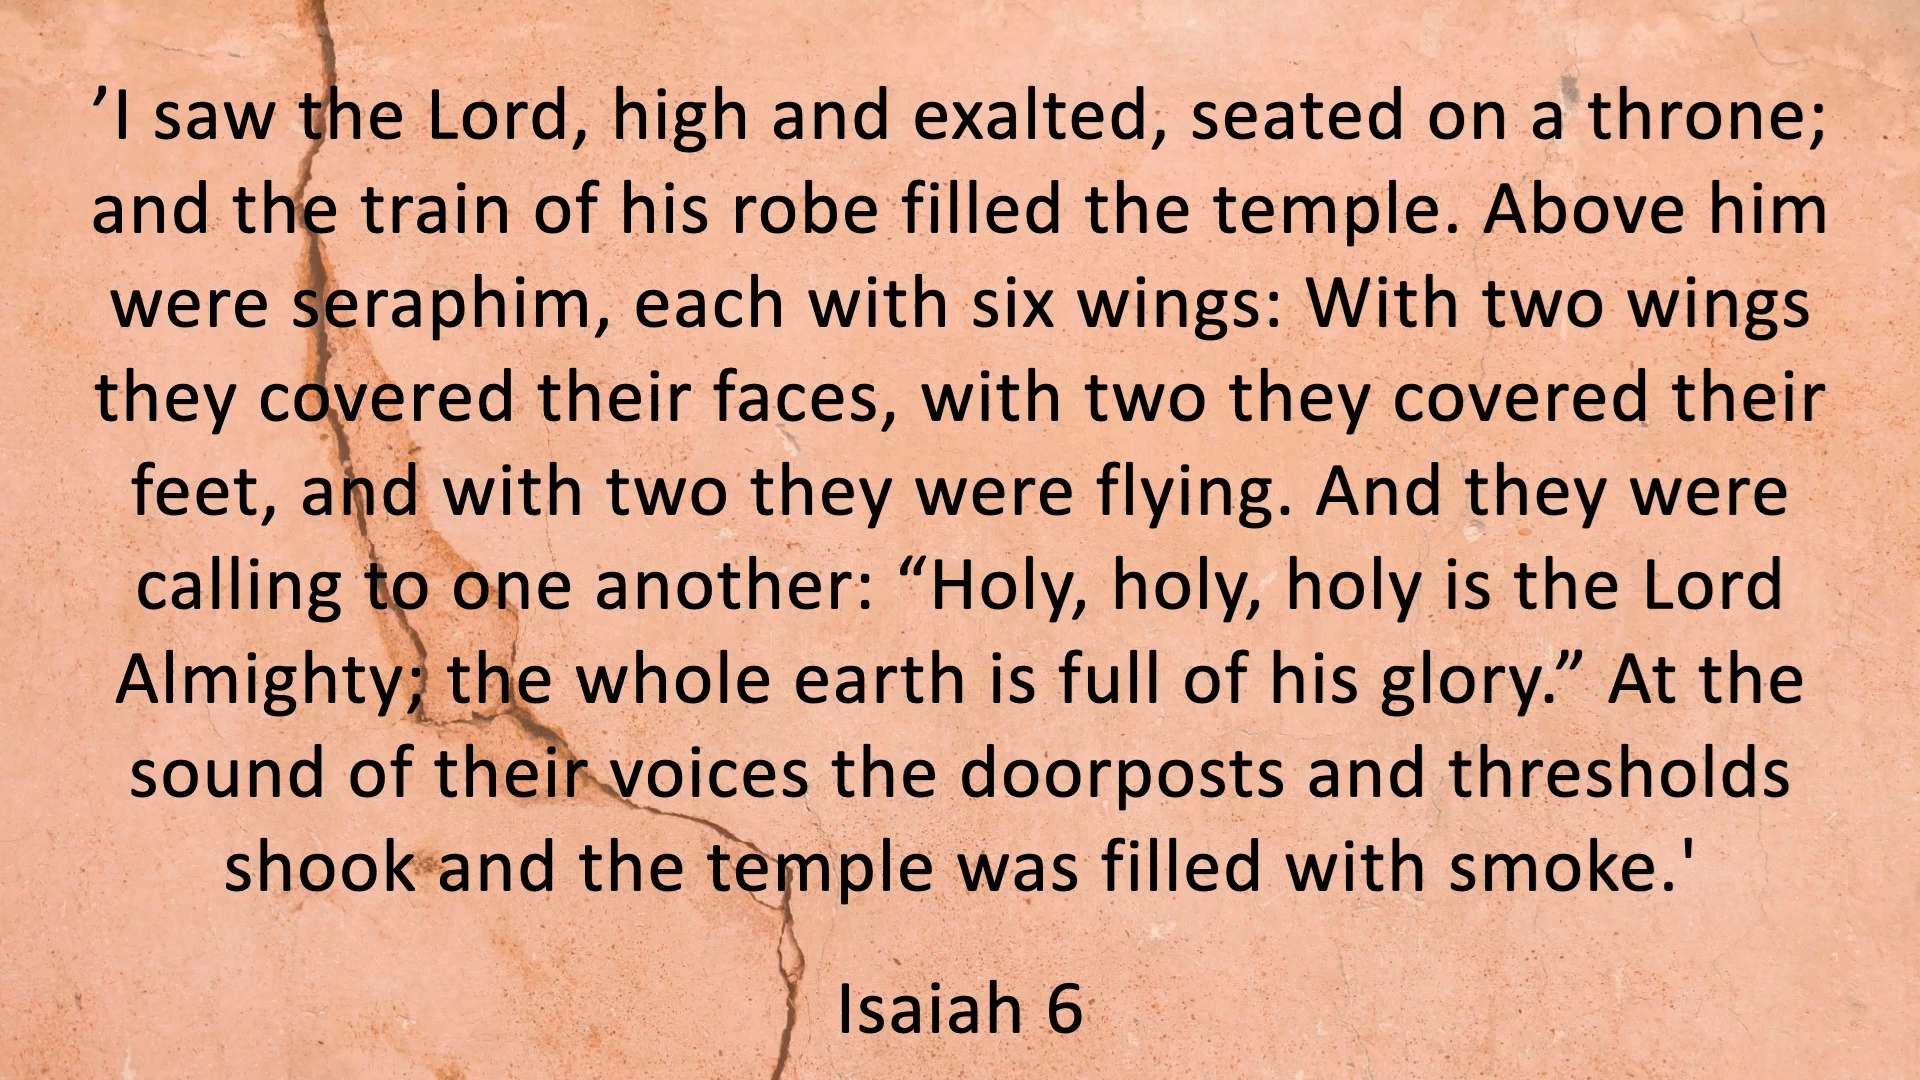 ’I saw the Lord, high and exalted, seated on a throne;
and the train of his robe filled the temple. Above him
were seraphim, each with six wings: With two wings
they covered their faces, with two they covered their
feet, and with two they were flying. And they were
calling to one another: “Holy, holy, holy is the Lord
Almighty; the whole earth is full of his glory.” At the
sound of their voices the doorposts and thresholds
shook and the temple was filled with smoke.'
Isaiah 6